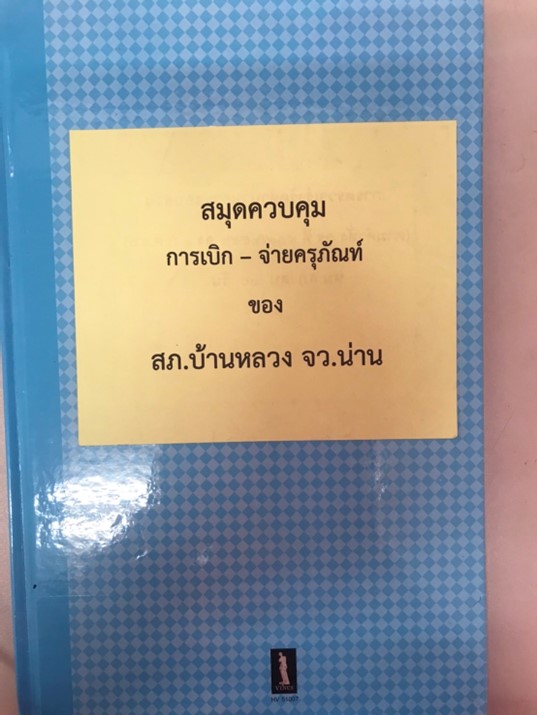 สมุดควบคุม
การเบิก – จ่ายครุภัณฑ์
ของ
สภ.บ้านหลวง จว.น่าน